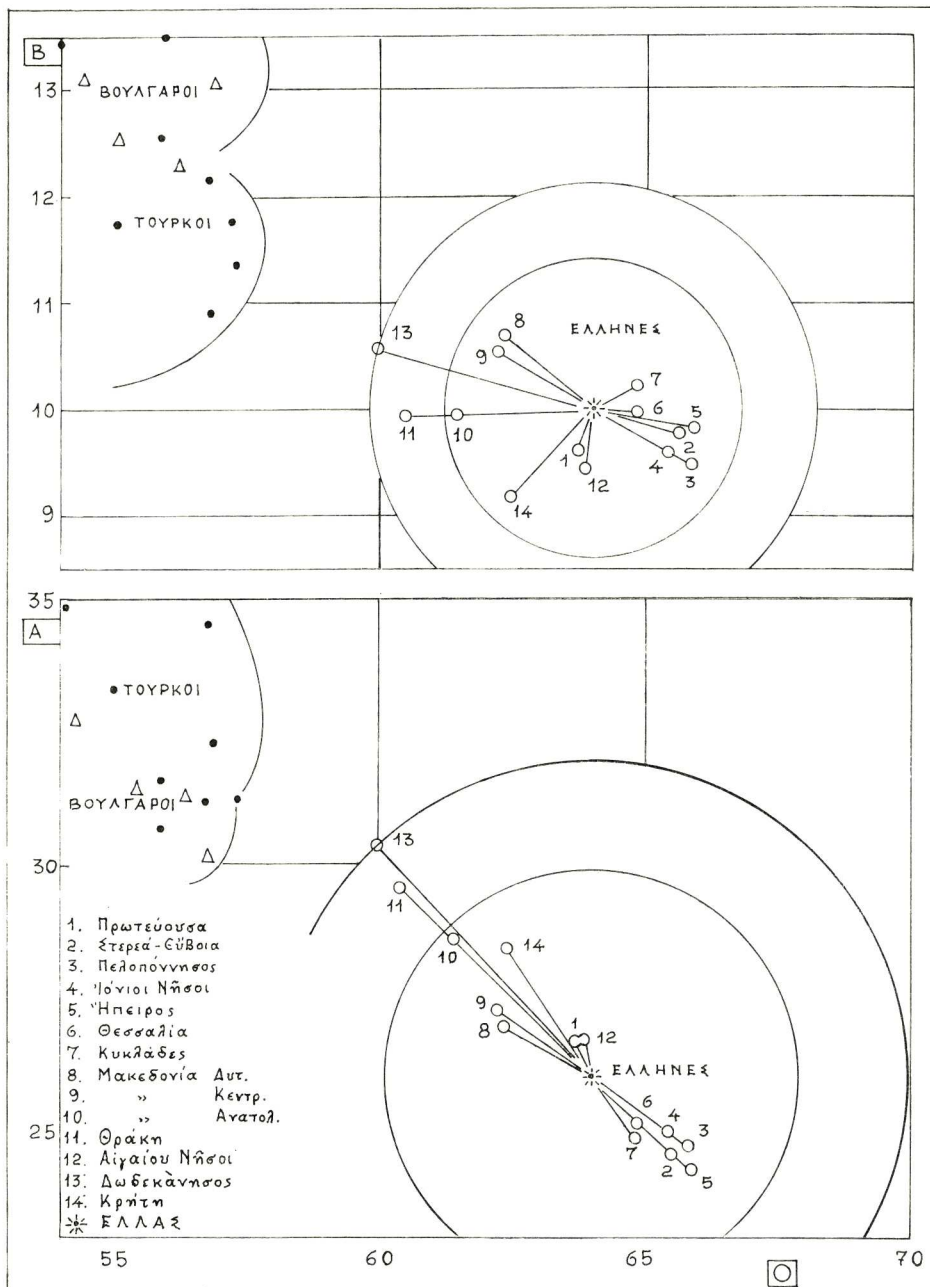 B
13
ΒΟΥΛΓΑΡΟΙ
12
ΤΟΥΡΚΟΙ
11
13
8
ΕΛΛΗΝΕΣ
9
7
10
6
5
11
10
2
1
4
12
3
14
9
35
A
ΤΟΥΡΚΟΙ
ΒΟΥΛΓΑΡΟΙ
13
30
11
14
10
9
1
12
8
ΕΛΛΗΝΕΣ
6
4
3
7
2
5
25
1. Πρωτεύουσα
2. Στερεά-Εὔβοια
3. Πελοπόννησος
4. Ἰόνιοι Νῆσοι
5. Ἤπειρος
6. Θεσσαλία
7. Κυκλάδες
8. Μακεδονία Δυτ.
9. » Κεντρ.
10. » Ἀνατολ.
11. Θράκη
12. Αἰγαίου Νῆσοι
13. Δωδεκάνησος
14. Κρήτη
ΕΛΛΑΣ
55 60 65 70
O